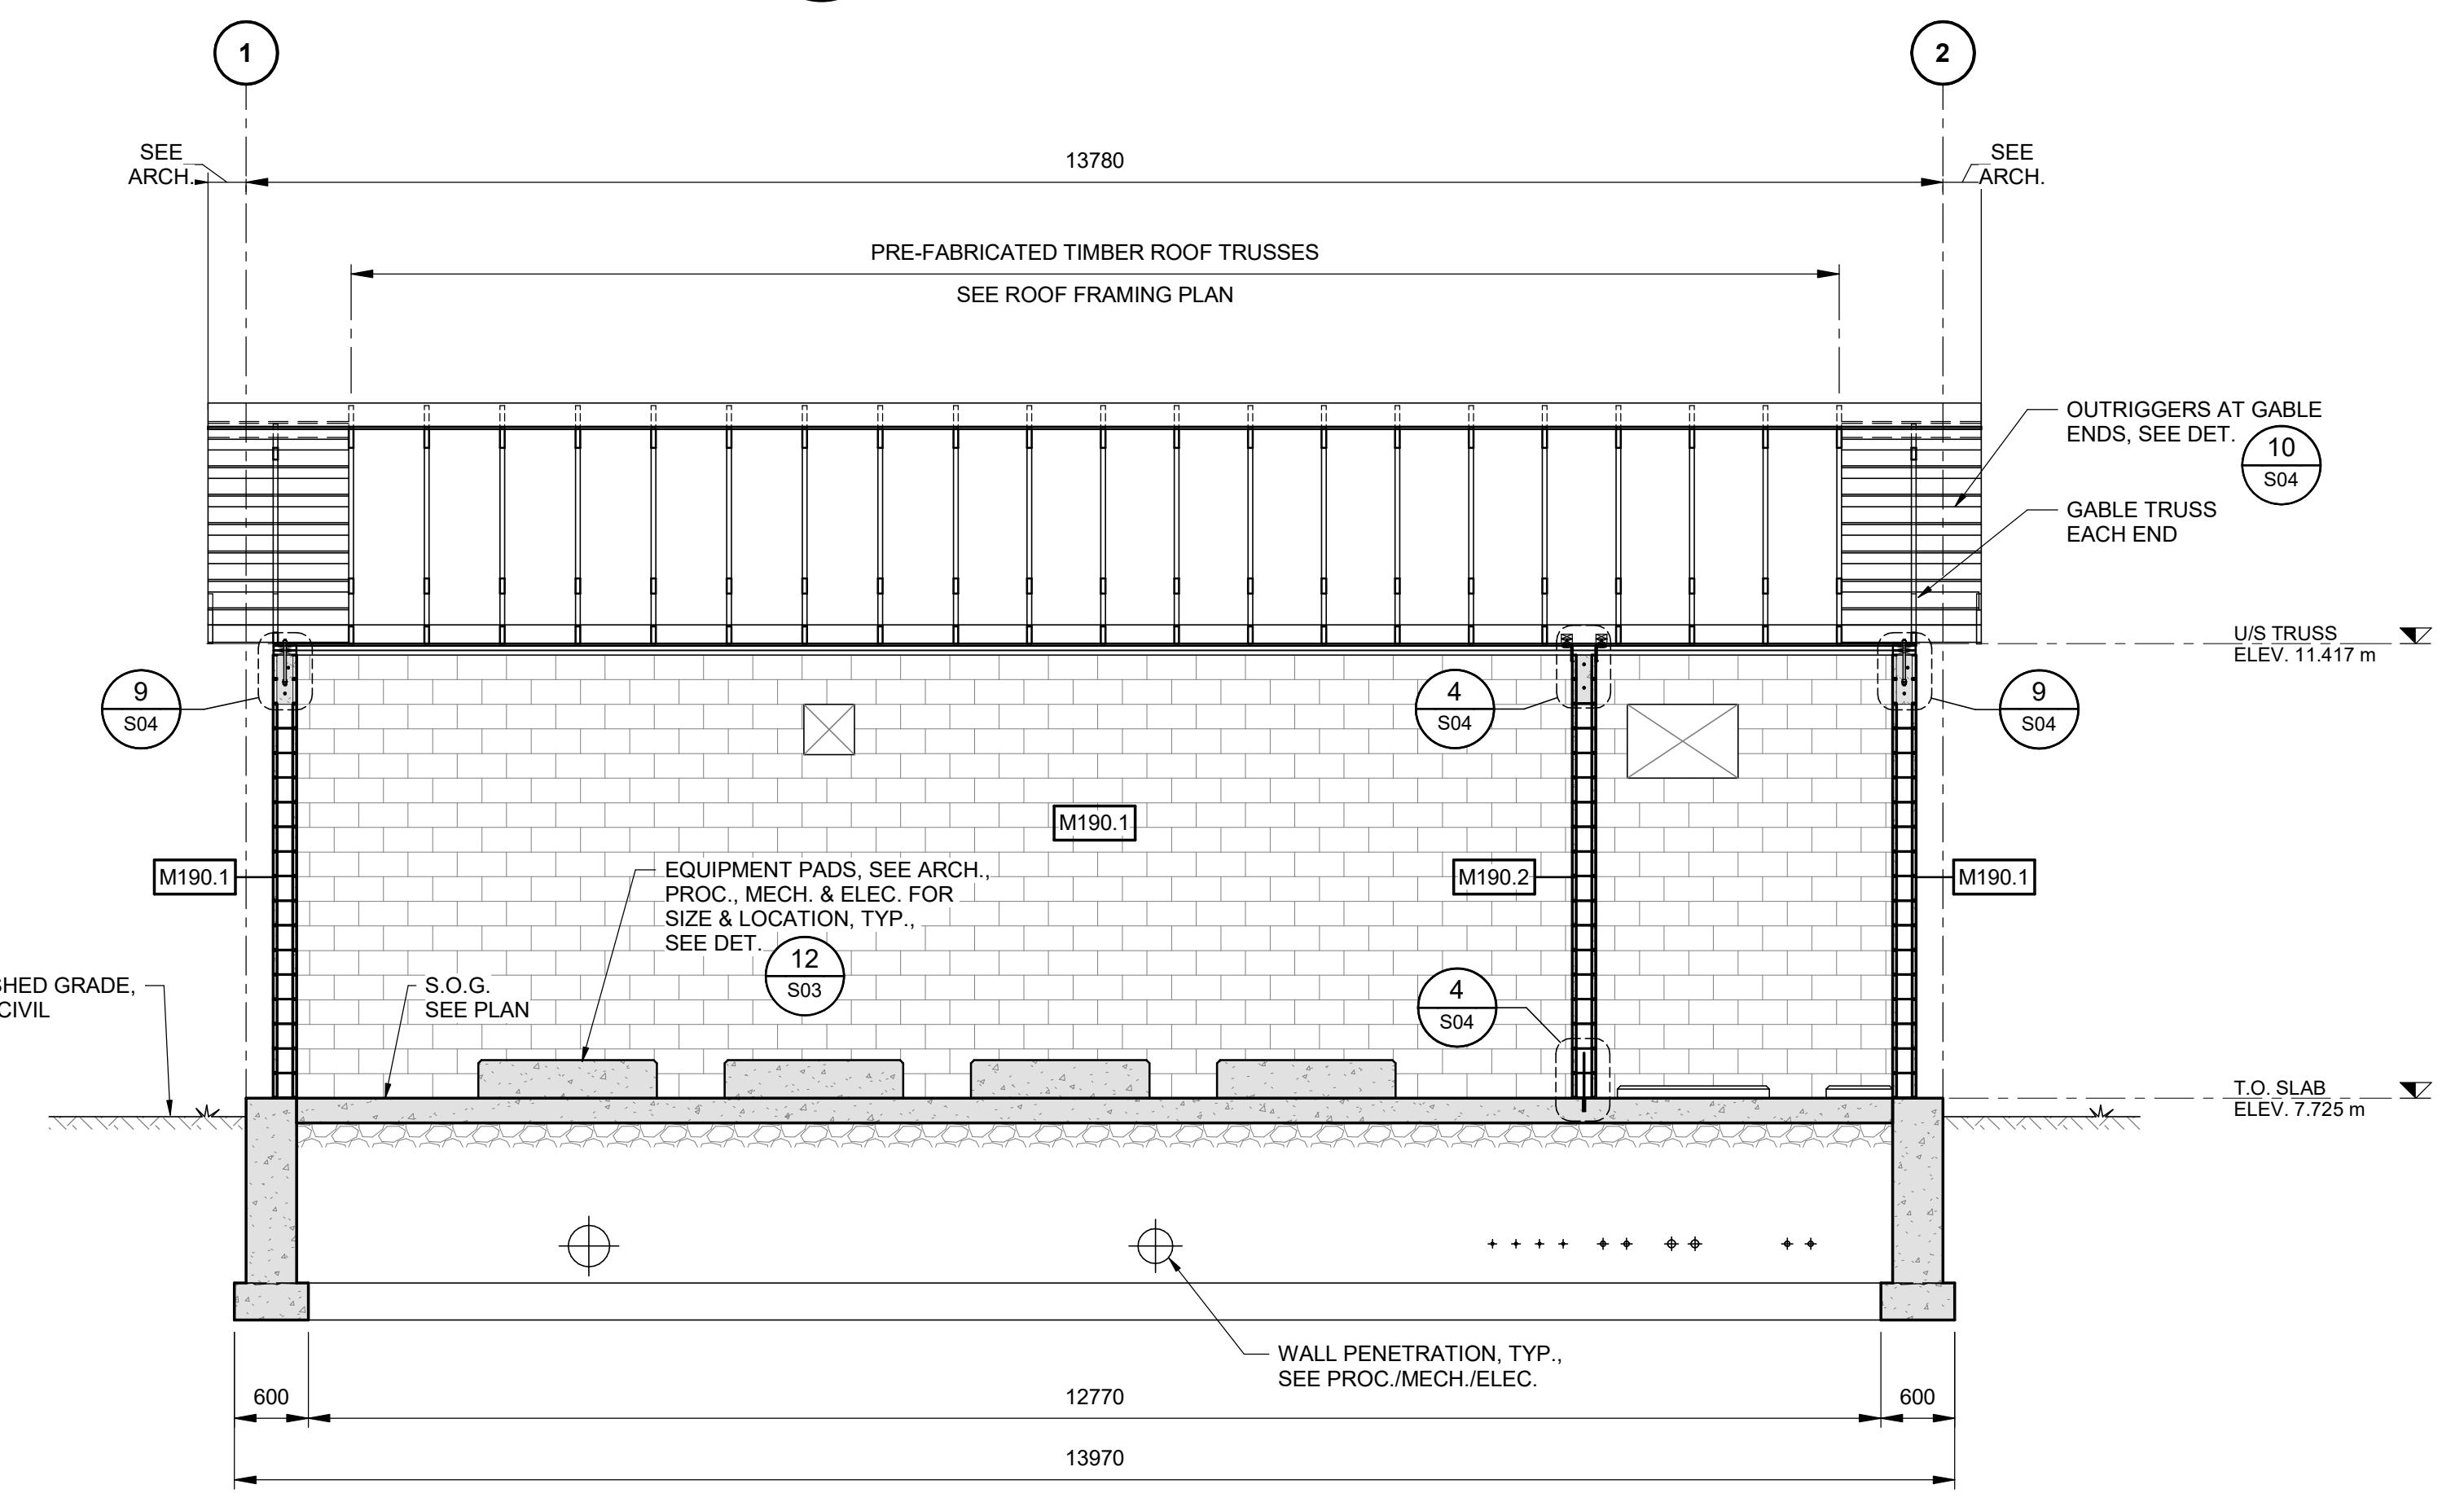 1
2
SEE
ARCH.
13780
SEE
ARCH.
PRE-FABRICATED TIMBER ROOF TRUSSES
SEE ROOF FRAMING PLAN
OUTRIGGERS AT GABLE
ENDS, SEE DET.
10
S04
GABLE TRUSS
EACH END
U/S TRUSS
ELEV. 11.417 m
9
S04
4
S04
9
S04
M190.1
M190.1
M190.2
M190.1
EQUIPMENT PADS, SEE ARCH.,
PROC., MECH. & ELEC. FOR
SIZE & LOCATION, TYP.,
SEE DET.
12
S03
SHED GRADE,
CIVIL
S.O.G.
SEE PLAN
4
S04
T.O. SLAB
ELEV. 7.725 m
WALL PENETRATION, TYP.,
SEE PROC./MECH./ELEC.
600
12770
600
13970